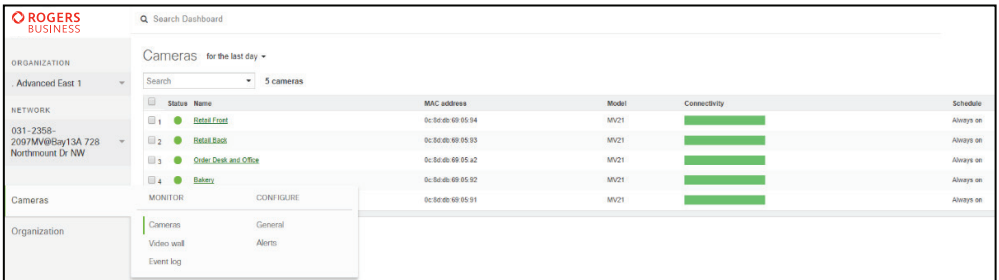 ROGERS
BUSINESS
Search Dashboard
ORGANIZATION
. Advanced East 1
NETWORK
031-2358-
2097MV@Bay13A 728
Northmount Dr NW
Cameras
Organization
Cameras for the last day
Search 5 cameras
Status Name MAC address Model Connectivity Schedule
1 Retail Front 0c:8d:db:69:05:94 MV21 Always on
2 Retail Back 0c:8d:db:69:05:93 MV21 Always on
3 Order Desk and Office 0c:8d:db:69:05:a2 MV21 Always on
4 Bakery 0c:8d:db:69:05:92 MV21 Always on
0c:8d:db:69:05:91 MV21 Always on
MONITOR CONFIGURE
Cameras General
Video wall Alerts
Event log